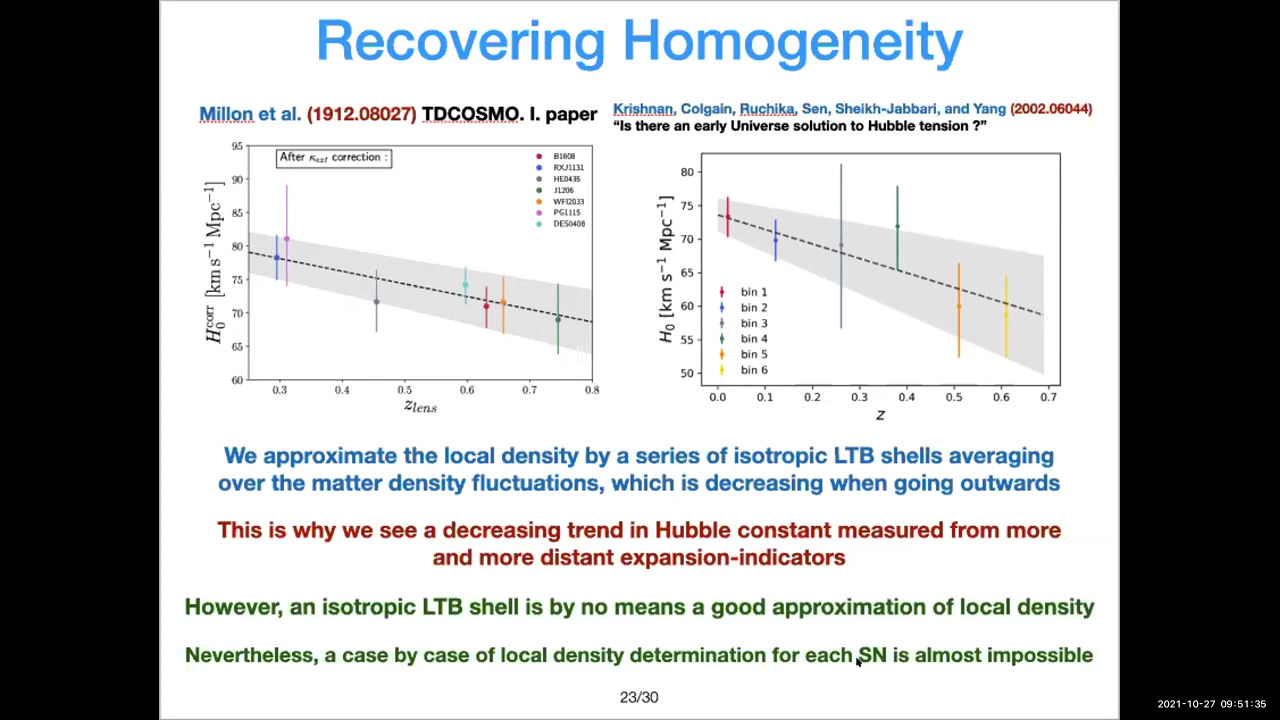 Recovering Homogeneity
Millon et al. (1912.08027) TDCOSMO. I. paper
Krishnan, Colgain, Ruchika, Sen, Sheikh-Jabbari, and Yang (2002.06044)
“Is there an early Universe solution to Hubble tension ?”
After κ_ext correction :
B1608
RXJ1131
HE0435
J1206
WFI2033
PG1115
DES0408
95
90
85
80
75
70
65
60
H_0^corr [km s⁻¹ Mpc⁻¹]
0.3 0.4 0.5 0.6 0.7 0.8
z_lens
80
75
70
65
60
55
50
H₀ [km s⁻¹ Mpc⁻¹]
bin 1
bin 2
bin 3
bin 4
bin 5
bin 6
0.0 0.1 0.2 0.3 0.4 0.5 0.6 0.7
z
We approximate the local density by a series of isotropic LTB shells averaging
over the matter density fluctuations, which is decreasing when going outwards
This is why we see a decreasing trend in Hubble constant measured from more
and more distant expansion-indicators
However, an isotropic LTB shell is by no means a good approximation of local density
Nevertheless, a case by case of local density determination for each SN is almost impossible
23/30
2021-10-27 09:51:35